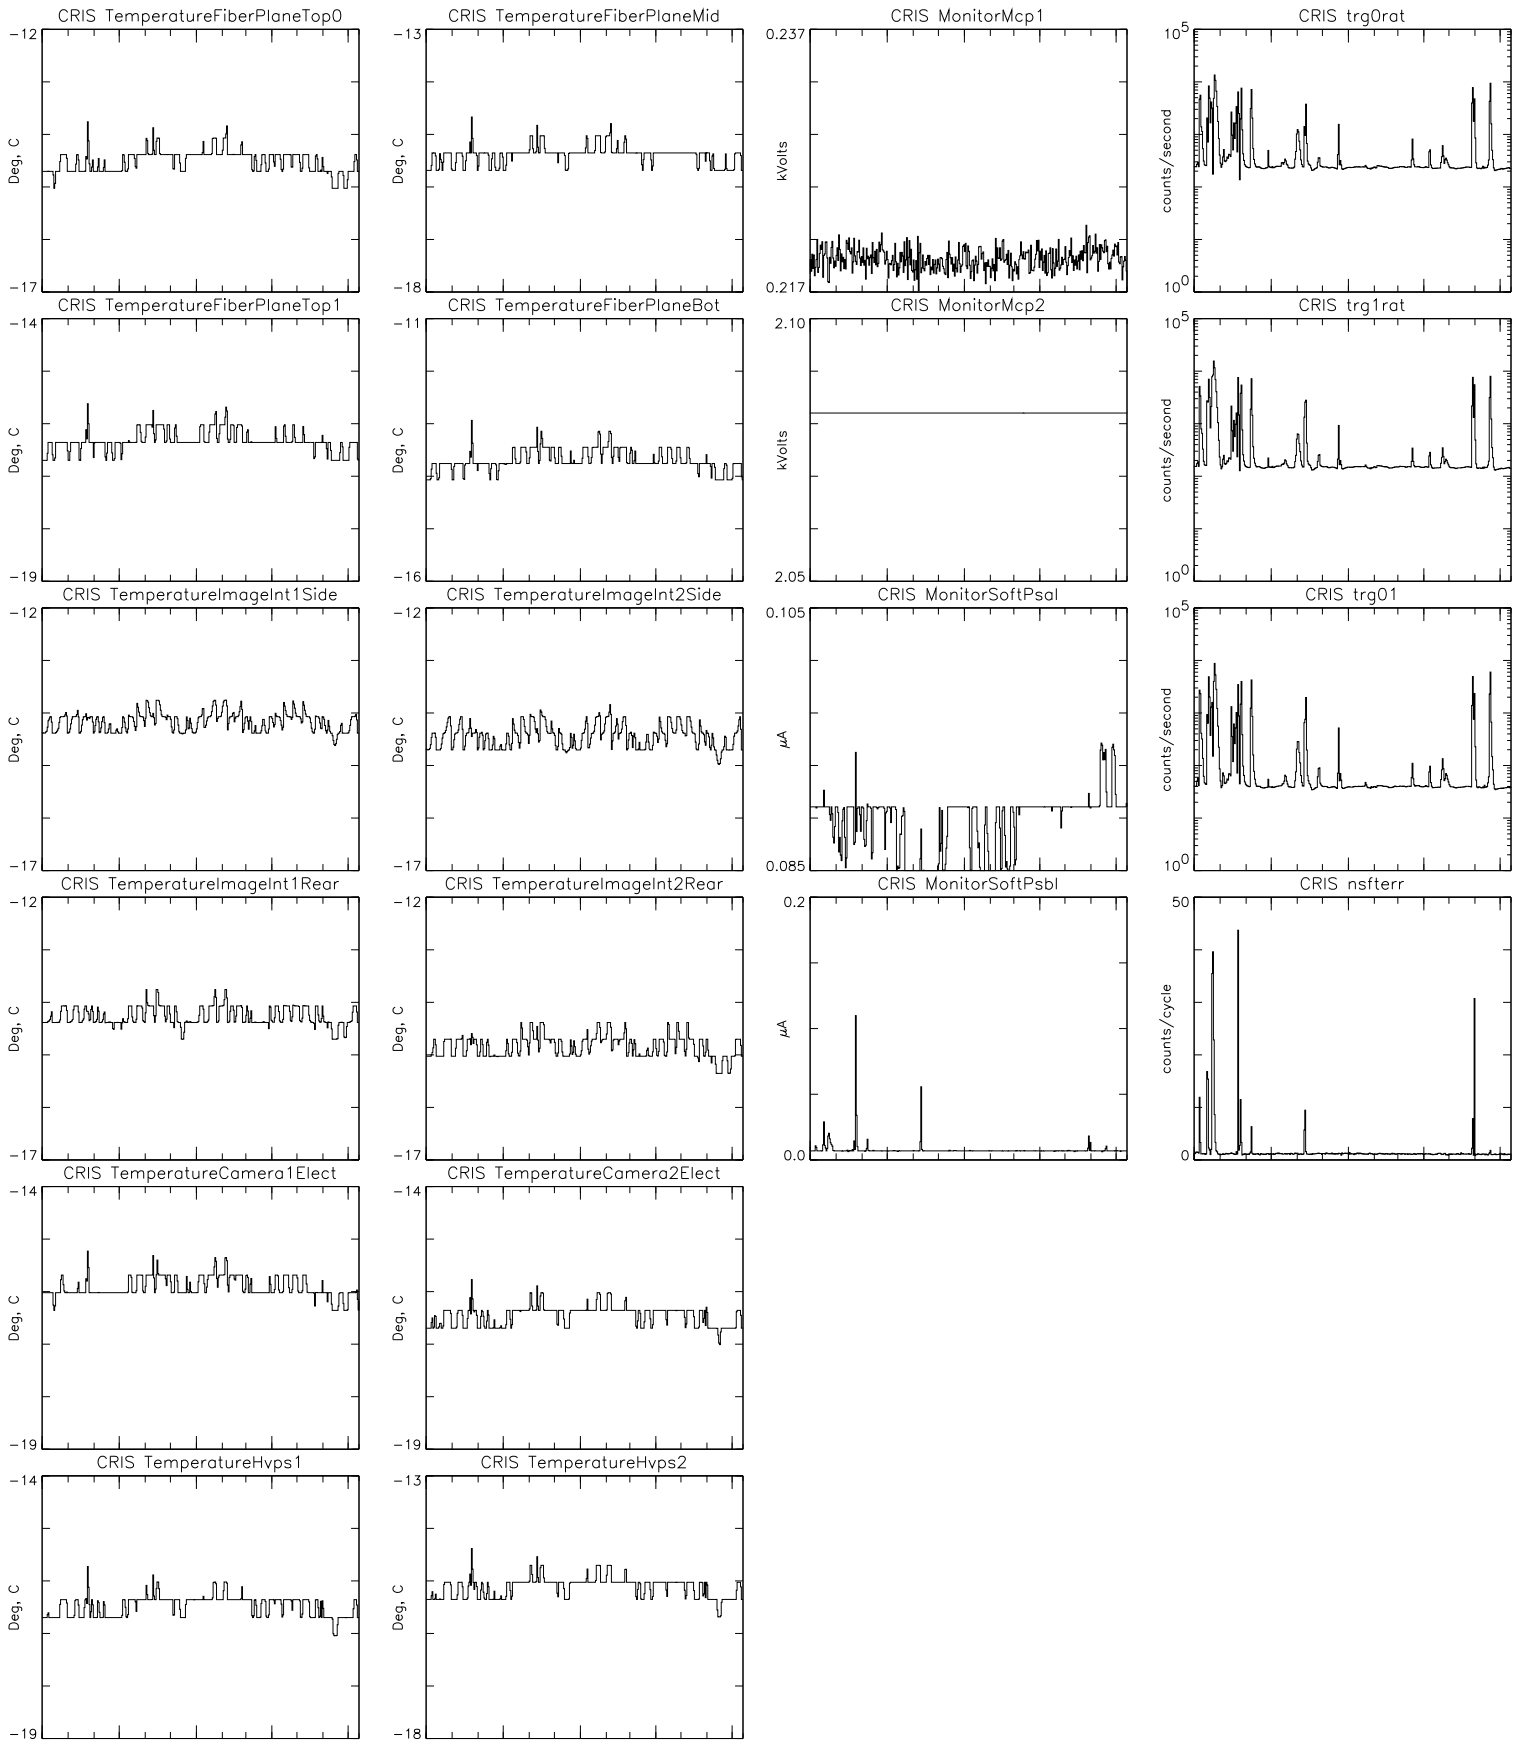 CRIS TemperatureFiberPlaneTop0
-12
Deg, C
-17
CRIS TemperatureFiberPlaneMid
-13
Deg, C
-18
CRIS MonitorMcp1
0.237
kVolts
0.217
CRIS trg0rat
10^5
counts/second
10^0
CRIS TemperatureFiberPlaneTop1
-14
Deg, C
-19
CRIS TemperatureFiberPlaneBot
-11
Deg, C
-16
CRIS MonitorMcp2
2.10
kVolts
2.05
CRIS trg1rat
10^5
counts/second
10^0
CRIS TemperatureImageInt1Side
-12
Deg, C
-17
CRIS TemperatureImageInt2Side
-12
Deg, C
-17
CRIS MonitorSoftPsaI
0.105
μA
0.085
CRIS trg01
10^5
counts/second
10^0
CRIS TemperatureImageInt1Rear
-12
Deg, C
-17
CRIS TemperatureImageInt2Rear
-12
Deg, C
-17
CRIS MonitorSoftPsbI
0.2
μA
0.0
CRIS nsfterr
50
counts/cycle
0
CRIS TemperatureCamera1Elect
-14
Deg, C
-19
CRIS TemperatureCamera2Elect
-14
Deg, C
-19
CRIS TemperatureHvps1
-14
Deg, C
-19
CRIS TemperatureHvps2
-13
Deg, C
-18